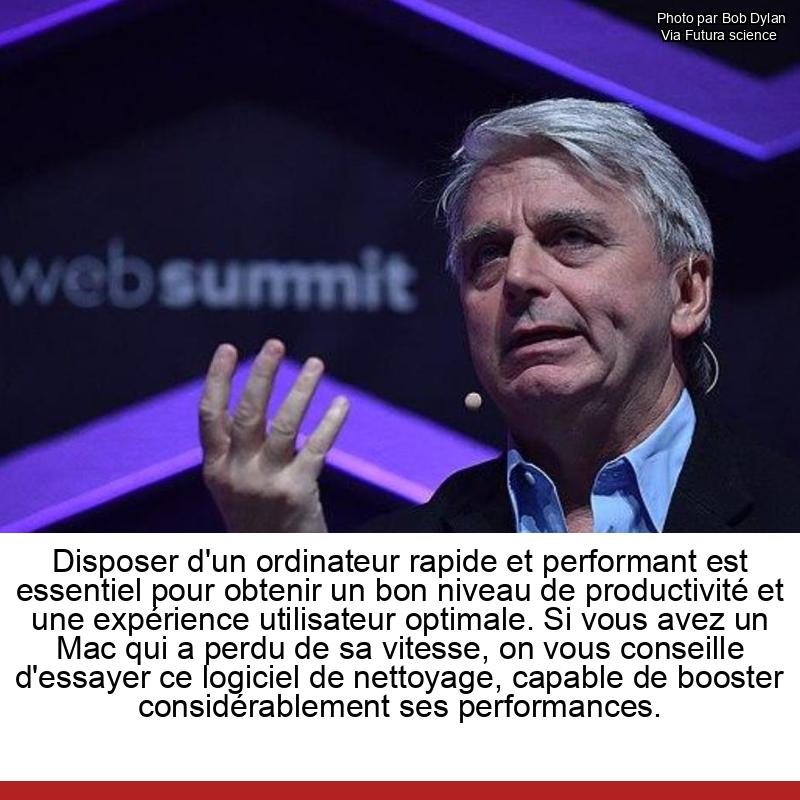 Photo par Bob Dylan
Via Futura science
websummit
Disposer d'un ordinateur rapide et performant est
essentiel pour obtenir un bon niveau de productivité et
une expérience utilisateur optimale. Si vous avez un
Mac qui a perdu de sa vitesse, on vous conseille
d'essayer ce logiciel de nettoyage, capable de booster
considérablement ses performances.